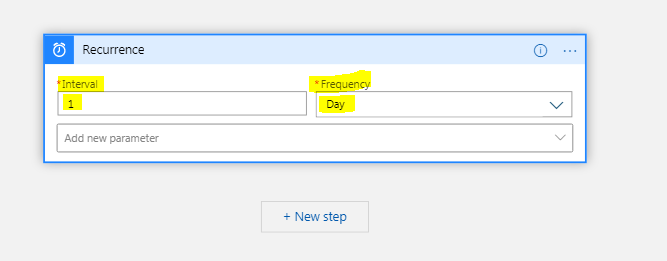 Recurrence
*Interval
*Frequency
1
Day
Add new parameter
+ New step